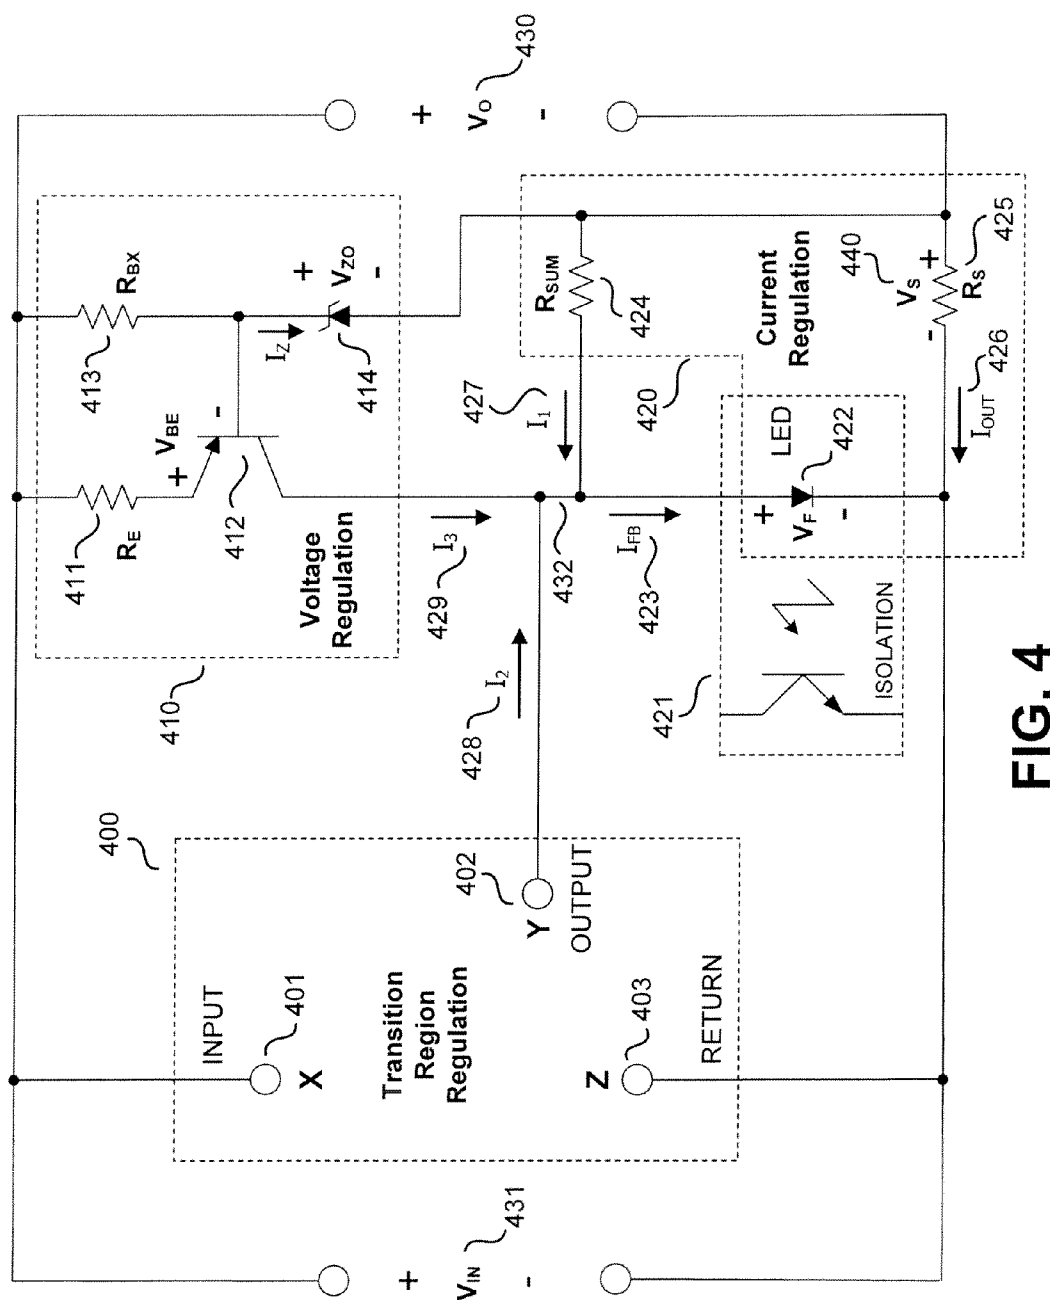 430
+
V_O
-
R_BX
413
411
R_E
+
V_BE
-
412
I_Z
+
V_ZO
-
414
Voltage
Regulation
410
400
427
I_1
R_SUM
424
420
Current
Regulation
440
V_S
+
-
R_S
425
426
I_OUT
429
I_3
432
I_FB
423
428
I_2
LED
422
+
V_F
-
421
ISOLATION
402
Y
OUTPUT
INPUT
401
X
Transition
Region
Regulation
Z
403
RETURN
+
V_IN
-
431
FIG. 4